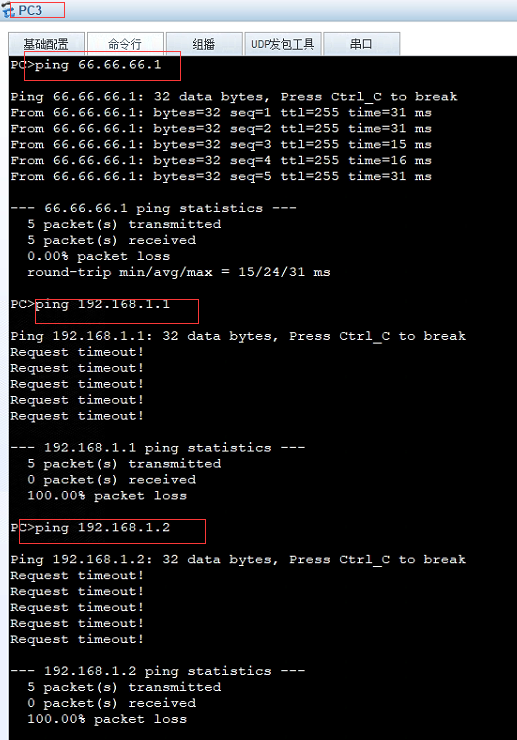 PC3
基础配置 命令行 组播 UDP发包工具 串口
PC>ping 66.66.66.1
Ping 66.66.66.1: 32 data bytes, Press Ctrl_C to break
From 66.66.66.1: bytes=32 seq=1 ttl=255 time=31 ms
From 66.66.66.1: bytes=32 seq=2 ttl=255 time=31 ms
From 66.66.66.1: bytes=32 seq=3 ttl=255 time=15 ms
From 66.66.66.1: bytes=32 seq=4 ttl=255 time=16 ms
From 66.66.66.1: bytes=32 seq=5 ttl=255 time=31 ms
--- 66.66.66.1 ping statistics ---
5 packet(s) transmitted
5 packet(s) received
0.00% packet loss
round-trip min/avg/max = 15/24/31 ms
PC>ping 192.168.1.1
Ping 192.168.1.1: 32 data bytes, Press Ctrl_C to break
Request timeout!
Request timeout!
Request timeout!
Request timeout!
Request timeout!
--- 192.168.1.1 ping statistics ---
5 packet(s) transmitted
0 packet(s) received
100.00% packet loss
PC>ping 192.168.1.2
Ping 192.168.1.2: 32 data bytes, Press Ctrl_C to break
Request timeout!
Request timeout!
Request timeout!
Request timeout!
Request timeout!
--- 192.168.1.2 ping statistics ---
5 packet(s) transmitted
0 packet(s) received
100.00% packet loss